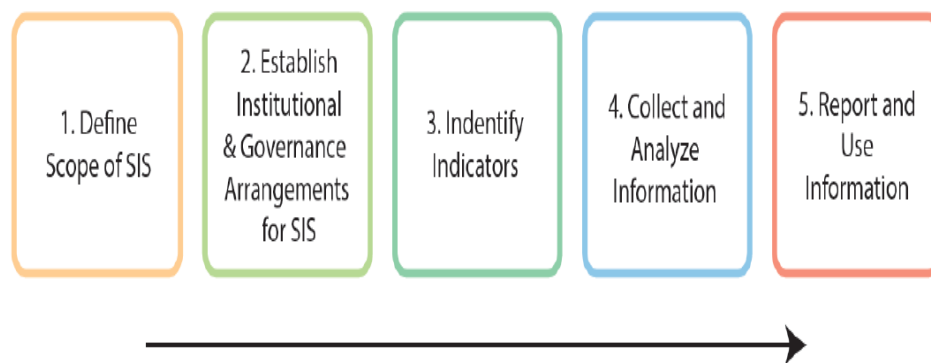 1. Define
Scope of SIS
2. Establish
Institutional
& Governance
Arrangements
for SIS
3. Indentify
Indicators
4. Collect and
Analyze
Information
5. Report and
Use
Information